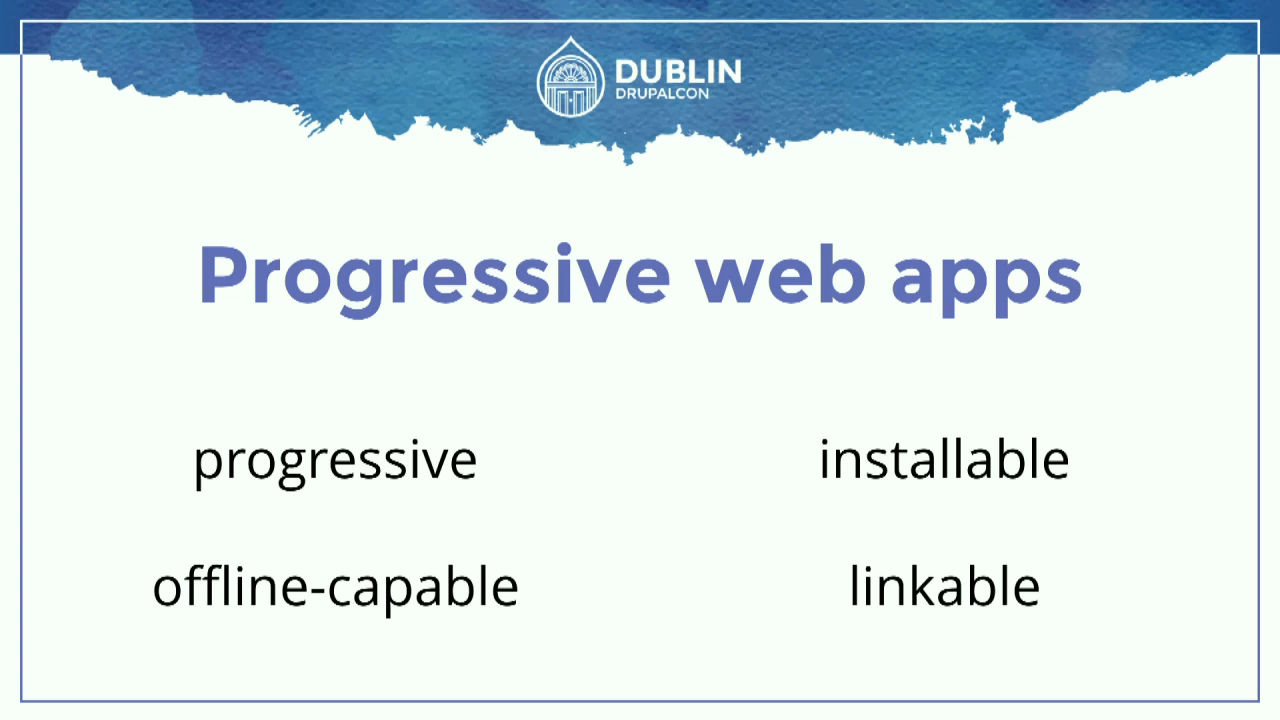 DUBLIN
DRUPALCON
Progressive web apps
progressive
installable
offline-capable
linkable